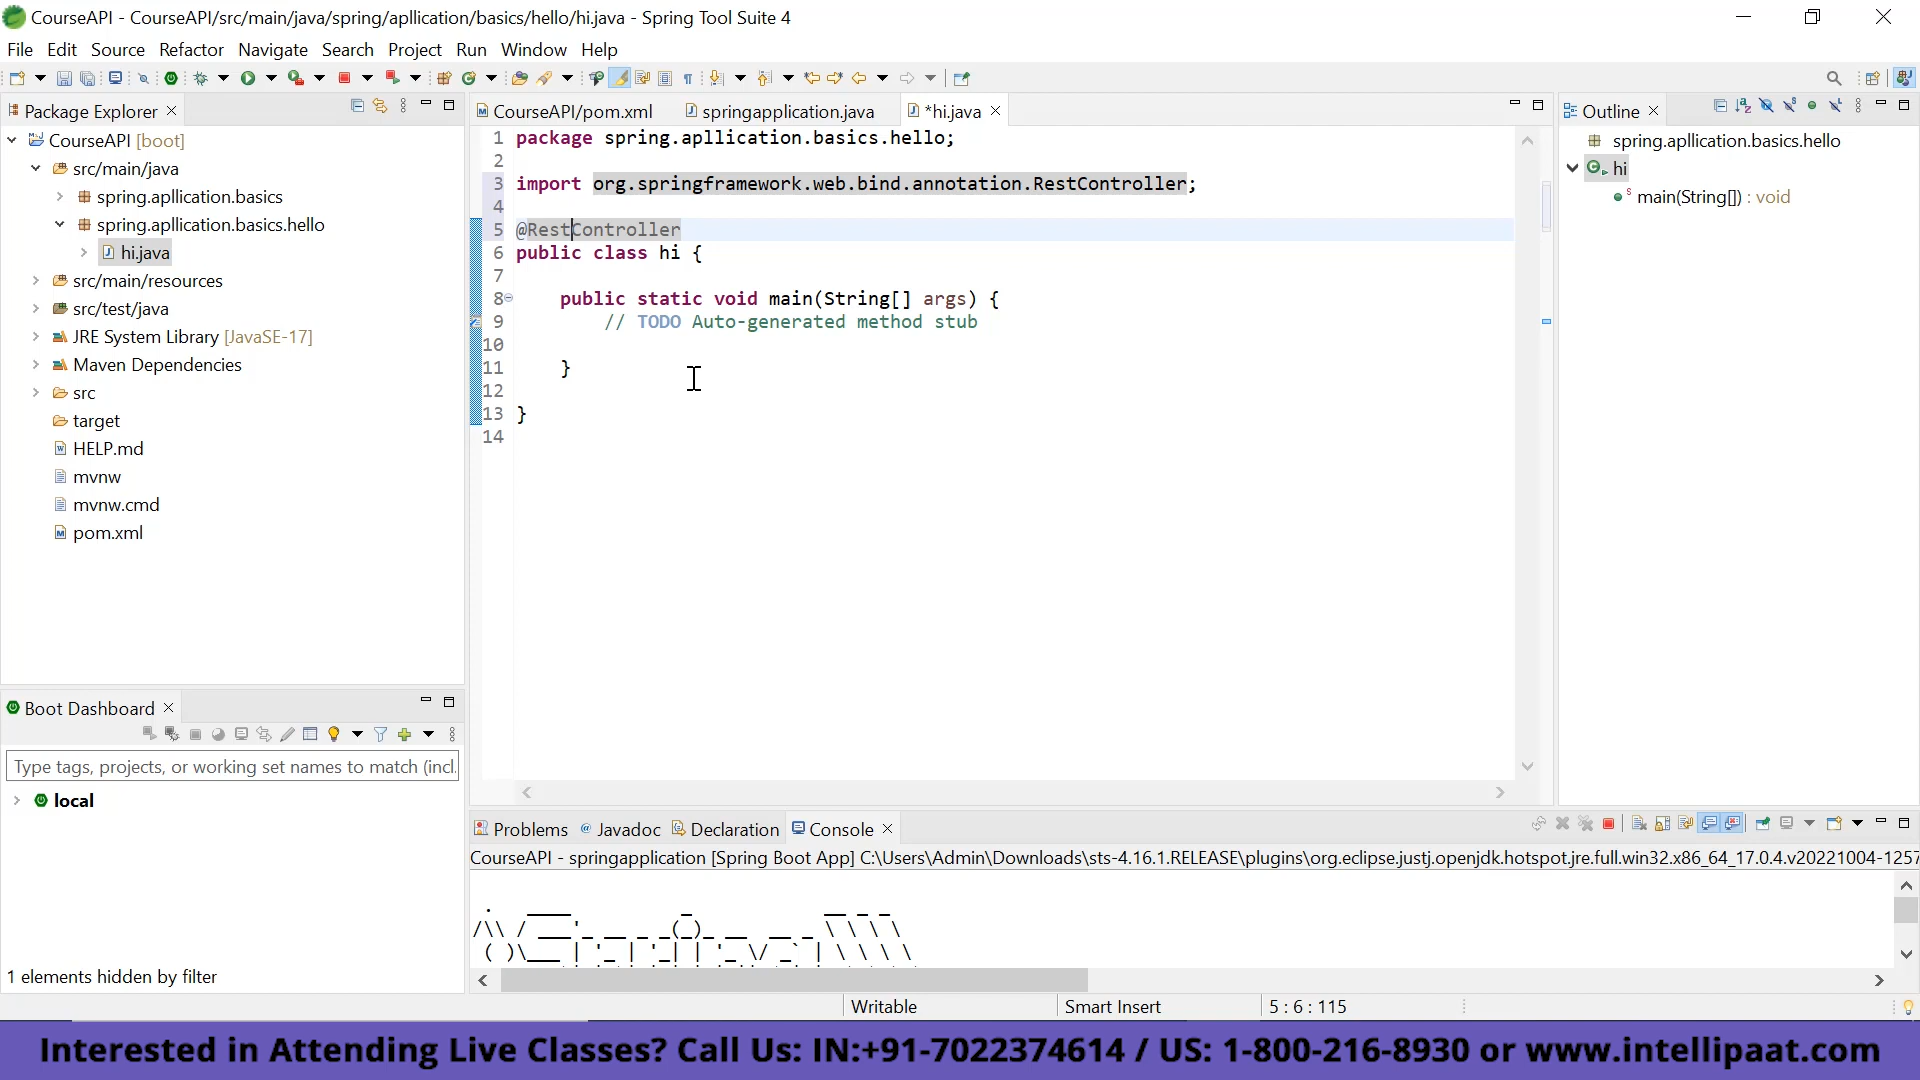 CourseAPI - CourseAPI/src/main/java/spring/apllication/basics/hello/hi.java - Spring Tool Suite 4
File Edit Source Refactor Navigate Search Project Run Window Help
Package Explorer
CourseAPI [boot]
src/main/java
spring.apllication.basics
spring.apllication.basics.hello
hi.java
src/main/resources
src/test/java
JRE System Library [JavaSE-17]
Maven Dependencies
src
target
HELP.md
mvnw
mvnw.cmd
pom.xml
CourseAPI/pom.xml springapplication.java *hi.java
1 package spring.apllication.basics.hello;
2
3 import org.springframework.web.bind.annotation.RestController;
4
5 @RestController
6 public class hi {
7
8 public static void main(String[] args) {
9 // TODO Auto-generated method stub
10
11 }
12
13 }
14
Outline
spring.apllication.basics.hello
hi
main(String[]) : void
Boot Dashboard
Type tags, projects, or working set names to match (incl.
local
1 elements hidden by filter
Problems Javadoc Declaration Console
CourseAPI - springapplication [Spring Boot App] C:\Users\Admin\Downloads\sts-4.16.1.RELEASE\plugins\org.eclipse.justj.openjdk.hotspot.jre.full.win32.x86_64_17.0.4.v20221004-1257
Writable Smart Insert 5 : 6 : 115
Interested in Attending Live Classes? Call Us: IN:+91-7022374614 / US: 1-800-216-8930 or www.intellipaat.com